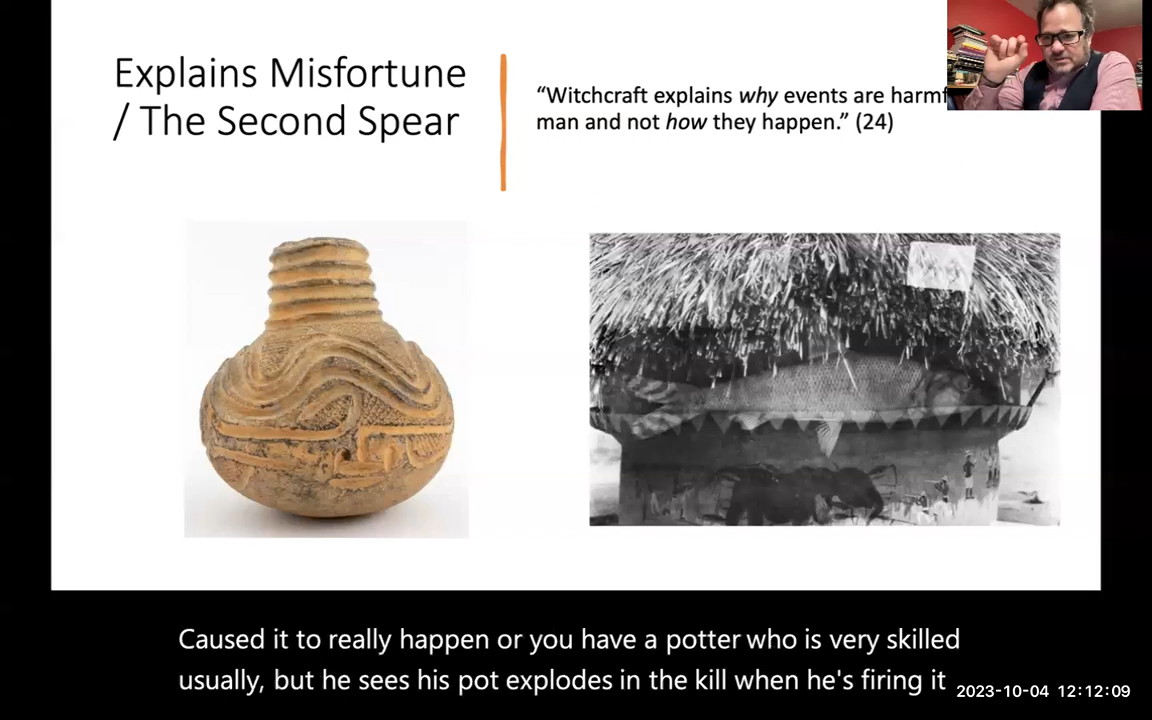 Explains Misfortune
/ The Second Spear
“Witchcraft explains why events are
man and not how they happen.” (24)
Caused it to really happen or you have a potter who is very skilled
usually, but he sees his pot explodes in the kill when he's firing it
2023-10-04 12:12:09